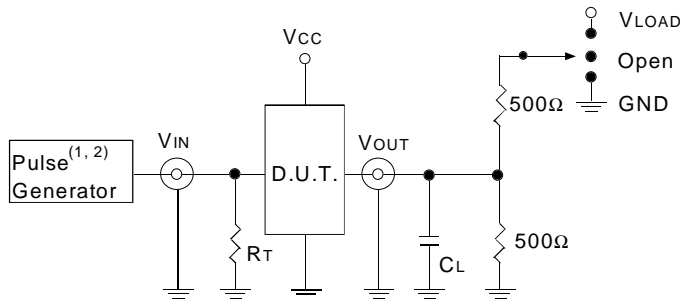 VLOAD
VCC
Open
500Ω
GND
VIN
VOUT
Pulse(1, 2)
Generator
D.U.T.
RT
CL
500Ω